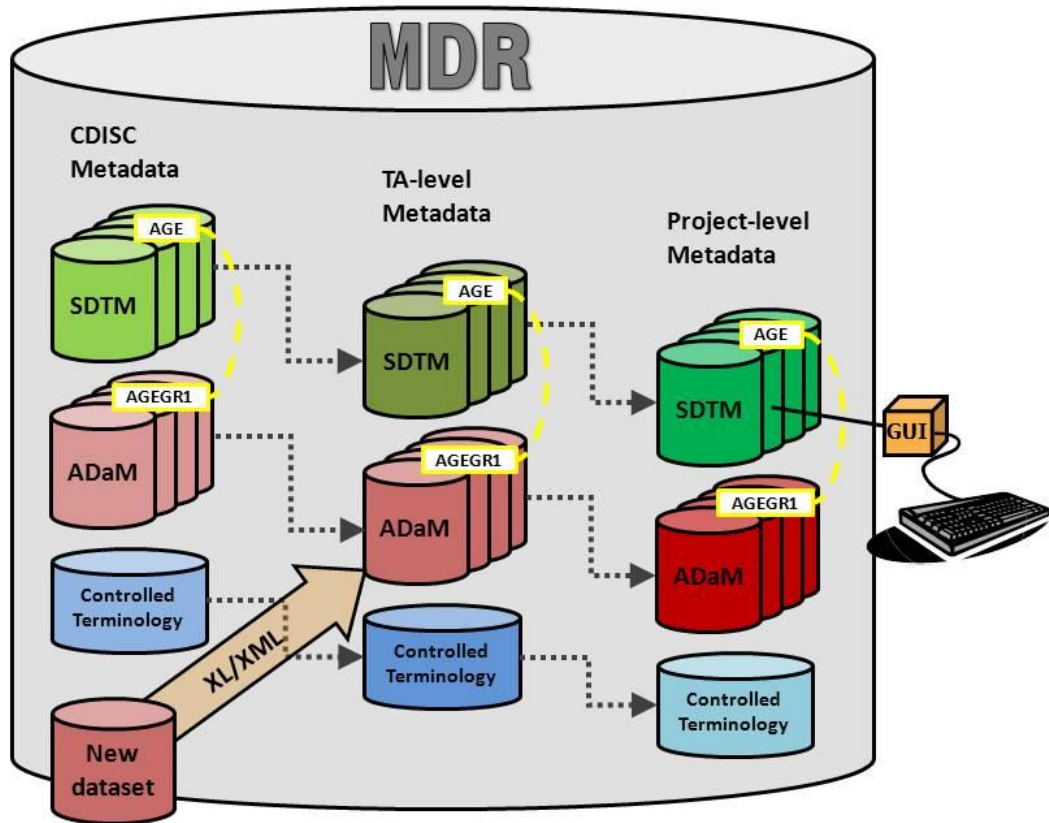 MDR
CDISC
Metadata
AGE
SDTM
AGEGR1
ADaM
Controlled
Terminology
New
dataset
XL/XML
TA-level
Metadata
AGE
SDTM
AGEGR1
ADaM
Controlled
Terminology
Project-level
Metadata
AGE
SDTM
AGEGR1
ADaM
Controlled
Terminology
GUI